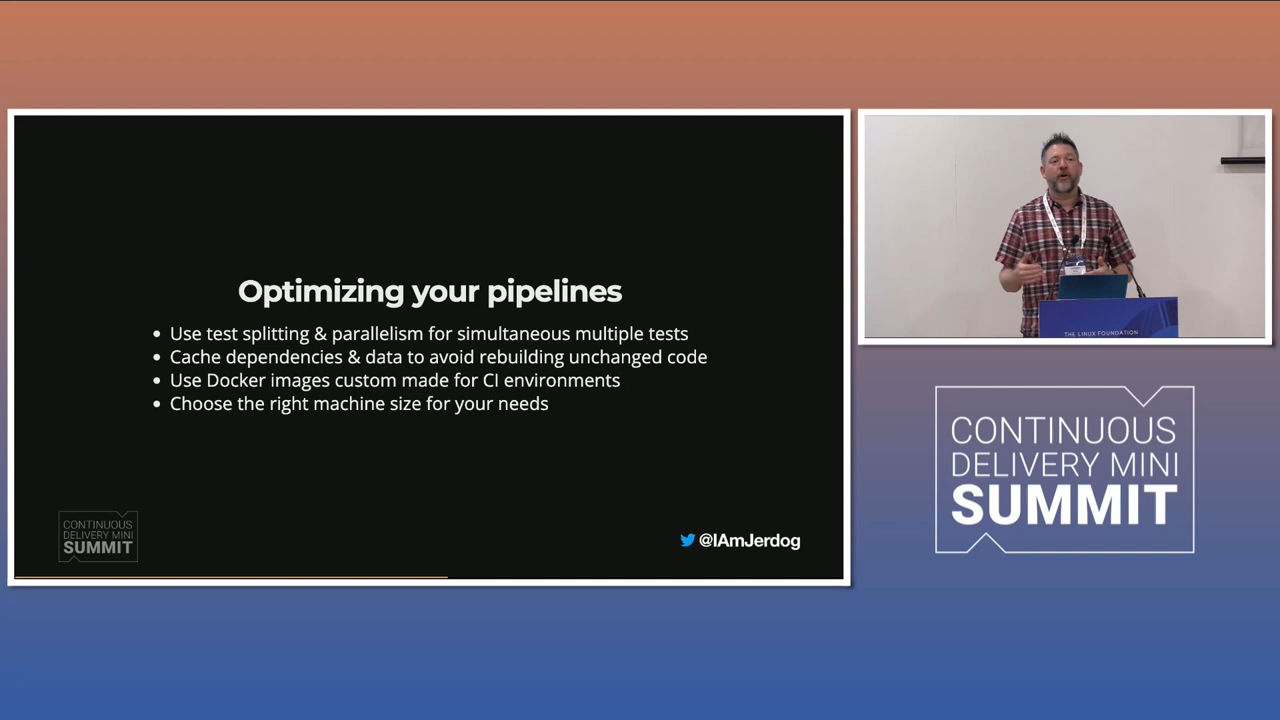 Optimizing your pipelines
• Use test splitting & parallelism for simultaneous multiple tests
• Cache dependencies & data to avoid rebuilding unchanged code
• Use Docker images custom made for CI environments
• Choose the right machine size for your needs
CONTINUOUS
DELIVERY MINI
SUMMIT
@IAmJerdog
THE LINUX FOUNDATION
CONTINUOUS
DELIVERY MINI
SUMMIT